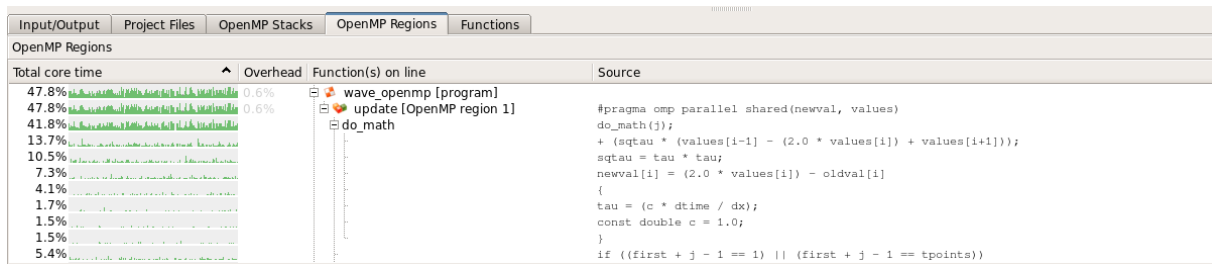 Input/Output Project Files OpenMP Stacks OpenMP Regions Functions
OpenMP Regions
Total core time Overhead Function(s) on line Source
47.8% 0.6% wave_openmp [program]
47.8% 0.6% update [OpenMP region 1] #pragma omp parallel shared(newval, values)
41.8% do_math do_math(j);
13.7% + (sqtau * (values[i-1] - (2.0 * values[i]) + values[i+1]));
10.5% sqtau = tau * tau;
7.3% newval[i] = (2.0 * values[i]) - oldval[i]
4.1% {
1.7% tau = (c * dtime / dx);
1.5% const double c = 1.0;
1.5% }
5.4% if ((first + j - 1 == 1) || (first + j - 1 == tpoints))